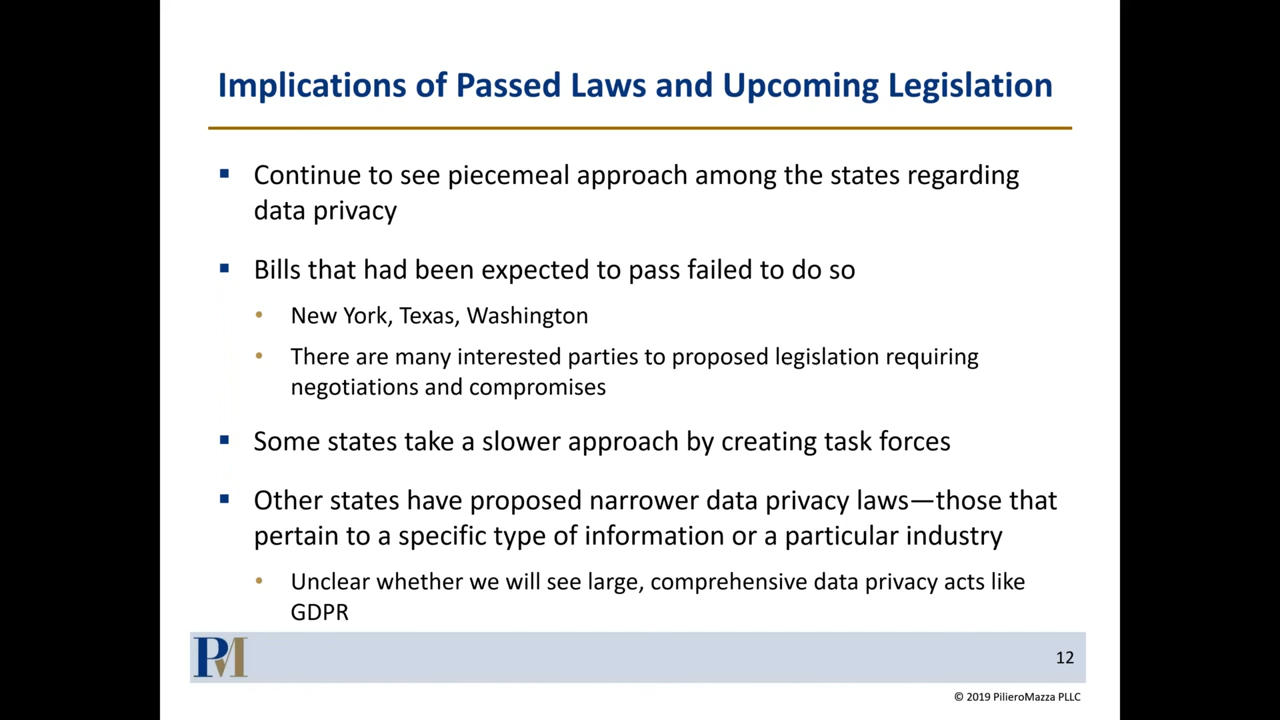 Implications of Passed Laws and Upcoming Legislation
▪ Continue to see piecemeal approach among the states regarding
data privacy
▪ Bills that had been expected to pass failed to do so
• New York, Texas, Washington
• There are many interested parties to proposed legislation requiring
negotiations and compromises
▪ Some states take a slower approach by creating task forces
▪ Other states have proposed narrower data privacy laws—those that
pertain to a specific type of information or a particular industry
• Unclear whether we will see large, comprehensive data privacy acts like
GDPR
PM
12
© 2019 PilieroMazza PLLC